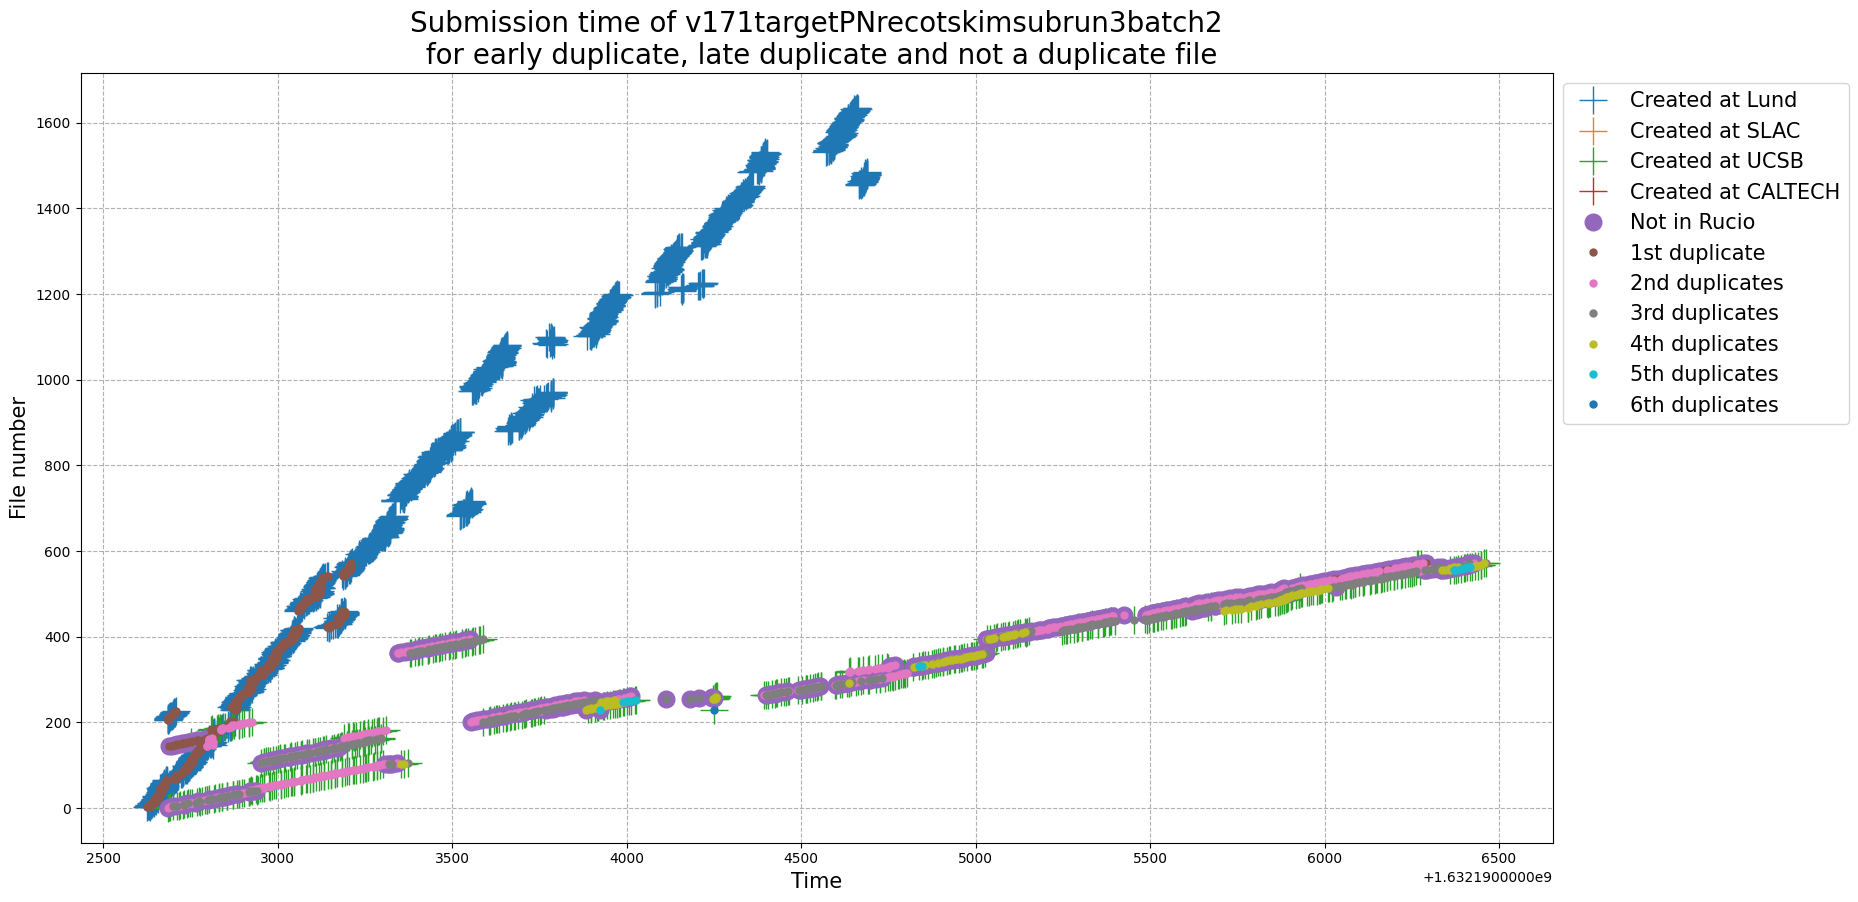 Submission time of v171targetPNrecotskimsubrun3batch2
for early duplicate, late duplicate and not a duplicate file
File number
1600
1400
1200
1000
800
600
400
200
0
2500 3000 3500 4000 4500 5000 5500 6000 6500
+1.6321900000e9
Time
Created at Lund
Created at SLAC
Created at UCSB
Created at CALTECH
Not in Rucio
1st duplicate
2nd duplicates
3rd duplicates
4th duplicates
5th duplicates
6th duplicates